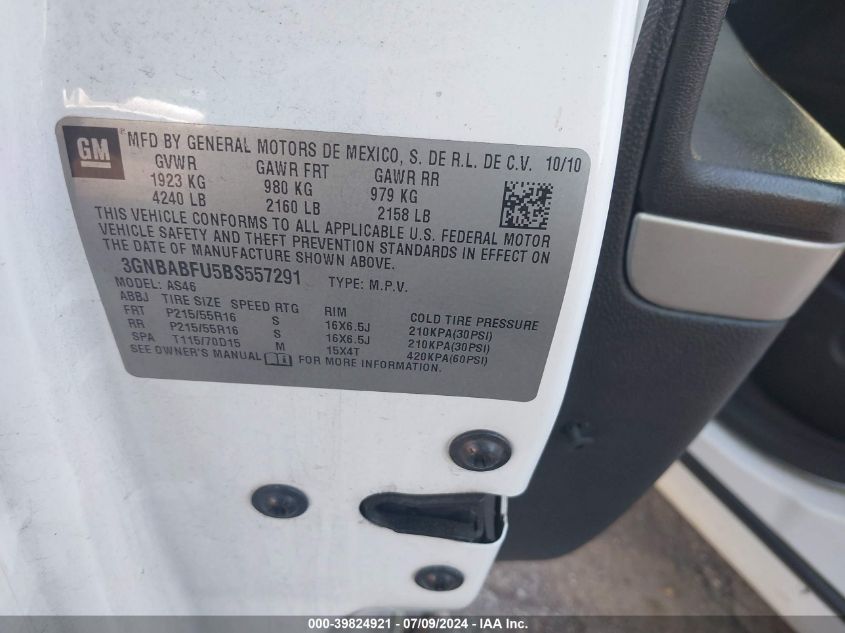 GM ® MFD BY GENERAL MOTORS DE MEXICO, S. DE R.L. DE C.V. 10/10
GVWR GAWR FRT GAWR RR
1923 KG 980 KG 979 KG
4240 LB 2160 LB 2158 LB
THIS VEHICLE CONFORMS TO ALL APPLICABLE U.S. FEDERAL MOTOR
VEHICLE SAFETY AND THEFT PREVENTION STANDARDS IN EFFECT ON
THE DATE OF MANUFACTURE SHOWN ABOVE.
3GNBABFU5BS557291 TYPE: M.P.V.
MODEL: AS46
ABBJ TIRE SIZE SPEED RTG RIM COLD TIRE PRESSURE
FRT P215/55R16 S 16X6.5J 210KPA(30PSI)
RR P215/55R16 S 16X6.5J 210KPA(30PSI)
SPA T115/70D15 M 15X4T 420KPA(60PSI)
SEE OWNER'S MANUAL i FOR MORE INFORMATION.
000-39824921 - 07/09/2024 - IAA Inc.